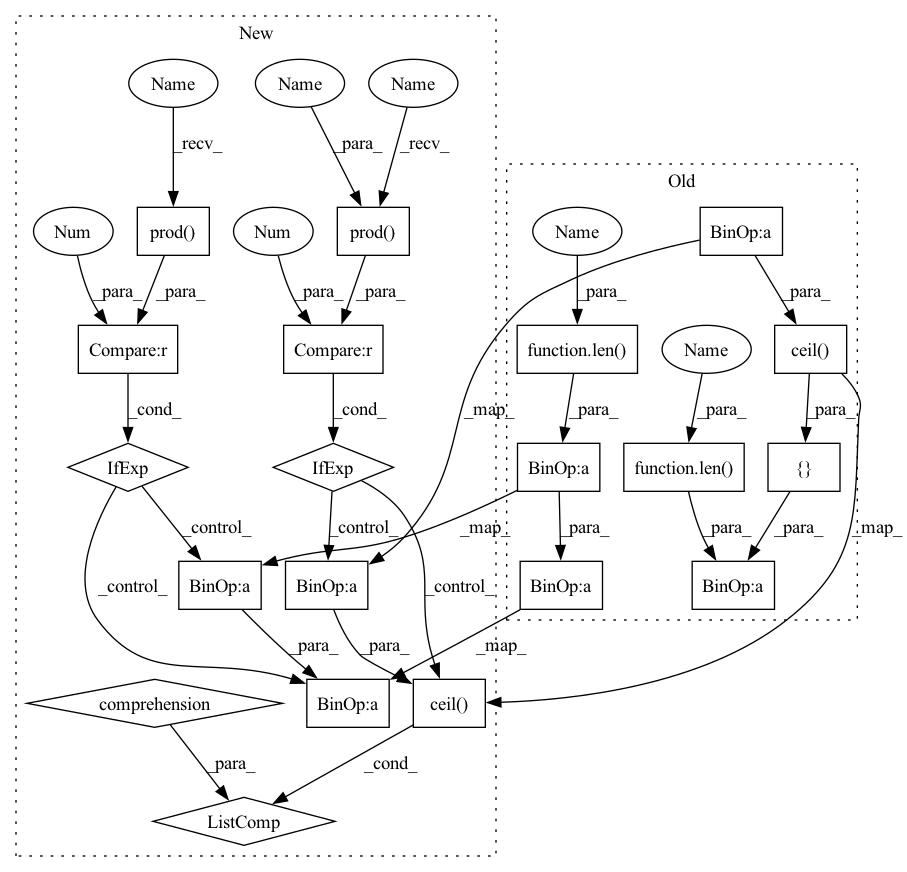 New
Name
Name
Name
_recv_
_para_
_recv_
Old
Num
prod()
Num
prod()
Name
BinOp:a
_para_
_para_
_para_
_para_
_para_
_para_
Compare:r
Compare:r
function.len()
Name
ceil()
_cond_
_cond_
_map_
_para_
_para_
_para_
IfExp
IfExp
BinOp:a
function.len()
{}
_control_
_control_
_map_
_para_
_para_
_para_
_map_
_control_
BinOp:a
BinOp:a
_control_
BinOp:a
BinOp:a
_para_
_para_
_map_
comprehension
BinOp:a
ceil()
_para_
_cond_
ListComp